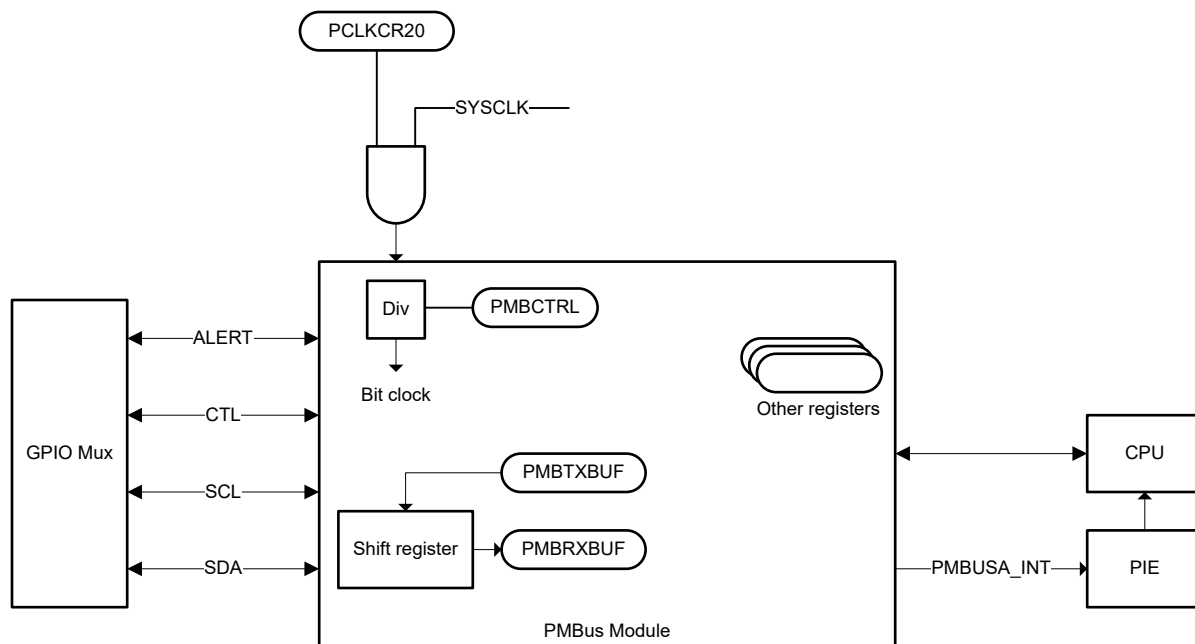 PCLKCR20
SYSCLK
Div
PMBCTRL
ALERT
Bit clock
Other registers
CTL
GPIO Mux
CPU
PMBTXBUF
SCL
Shift register
PMBRXBUF
SDA
PMBUSA_INT
PIE
PMBus Module